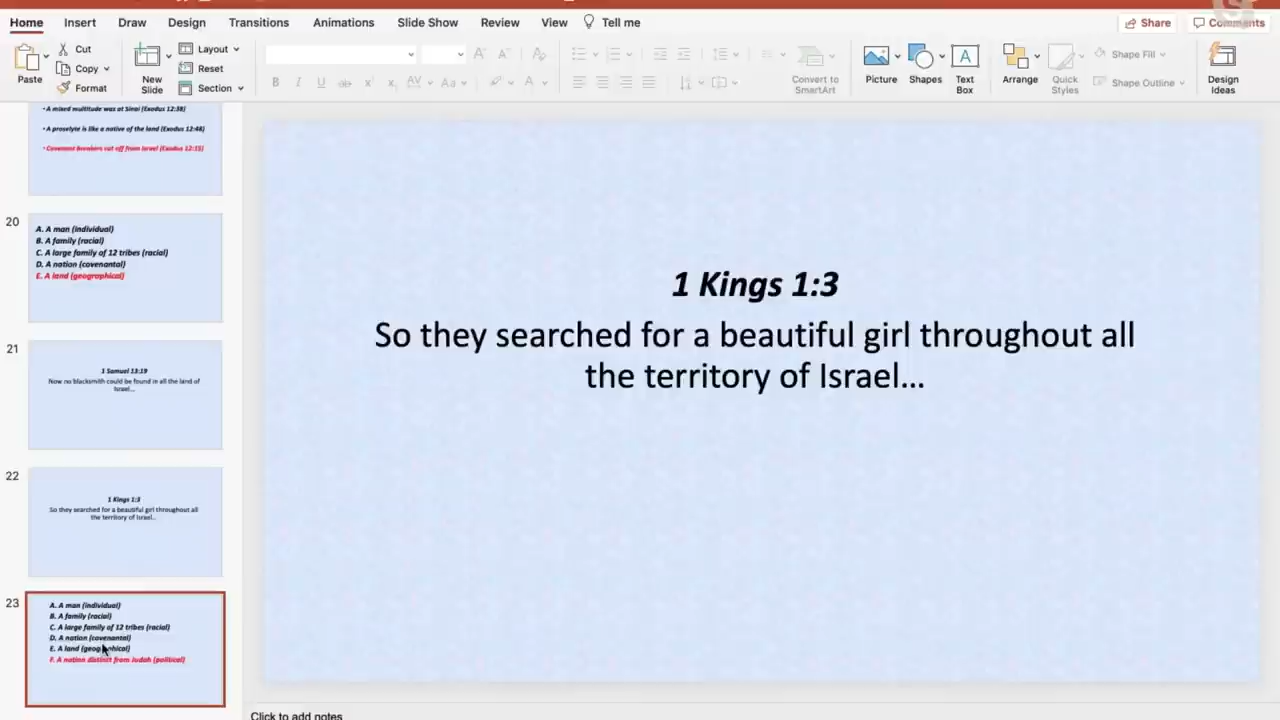 Home Insert Draw Design Transitions Animations Slide Show Review View Tell me Share Comments
Paste Cut Copy Format
New Slide Layout Reset Section
Convert to SmartArt
Picture Shapes Text Box Arrange Quick Styles Shape Fill Shape Outline Design Ideas
• A mixed multitude was at Sinai (Exodus 12:38)
• A proselyte is like a native of the land (Exodus 12:48)
• Covenant breakers cut off from Israel (Exodus 12:15)
20
A. A man (individual)
B. A family (racial)
C. A large family of 12 tribes (racial)
D. A nation (covenantal)
E. A land (geographical)
21
1 Samuel 13:19
Now no blacksmith could be found in all the land of
Israel...
22
1 Kings 1:3
So they searched for a beautiful girl throughout all
the territory of Israel...
23
A. A man (individual)
B. A family (racial)
C. A large family of 12 tribes (racial)
D. A nation (covenantal)
E. A land (geographical)
F. A nation distinct from Judah (political)
1 Kings 1:3
So they searched for a beautiful girl throughout all
the territory of Israel...
Click to add notes